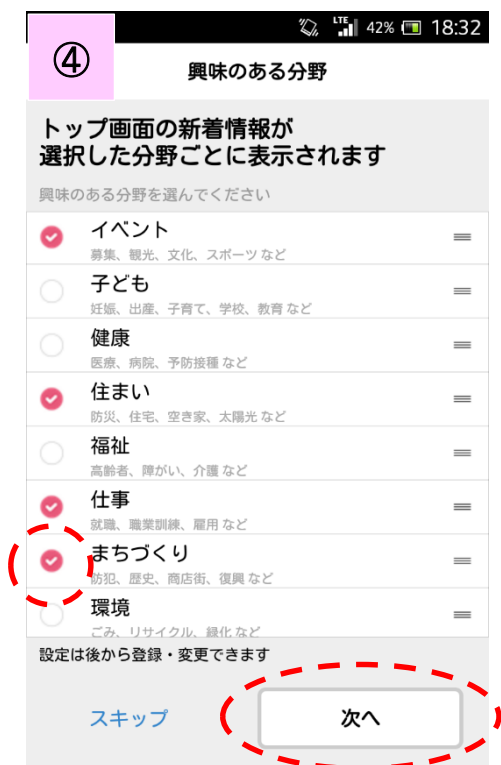 LTE 42% 18:32
④
興味のある分野
トップ画面の新着情報が
選択した分野ごとに表示されます
興味のある分野を選んでください
イベント
募集、観光、文化、スポーツ など
子ども
妊娠、出産、子育て、学校、教育 など
健康
医療、病院、予防接種 など
住まい
防災、住宅、空き家、太陽光 など
福祉
高齢者、障がい、介護 など
仕事
就職、職業訓練、雇用 など
まちづくり
防犯、歴史、商店街、復興 など
環境
ごみ、リサイクル、緑化 など
設定は後から登録・変更できます
スキップ
次へ